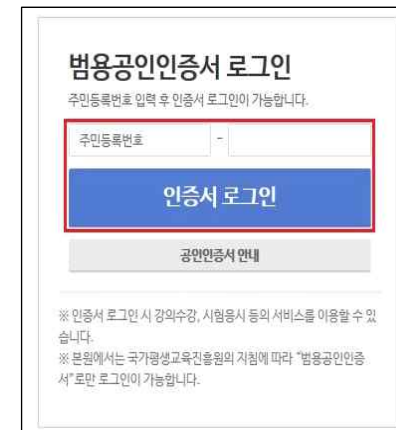 범용공인인증서 로그인
주민등록번호 입력 후 인증서 로그인이 가능합니다.
주민등록번호 -
인증서 로그인
공인인증서 안내
※ 인증서 로그인 시 강의수강, 시험응시 등의 서비스를 이용할 수 있
습니다.
※ 본원에서는 국가평생교육진흥원의 지침에 따라 "범용공인인증
서"로만 로그인이 가능합니다.